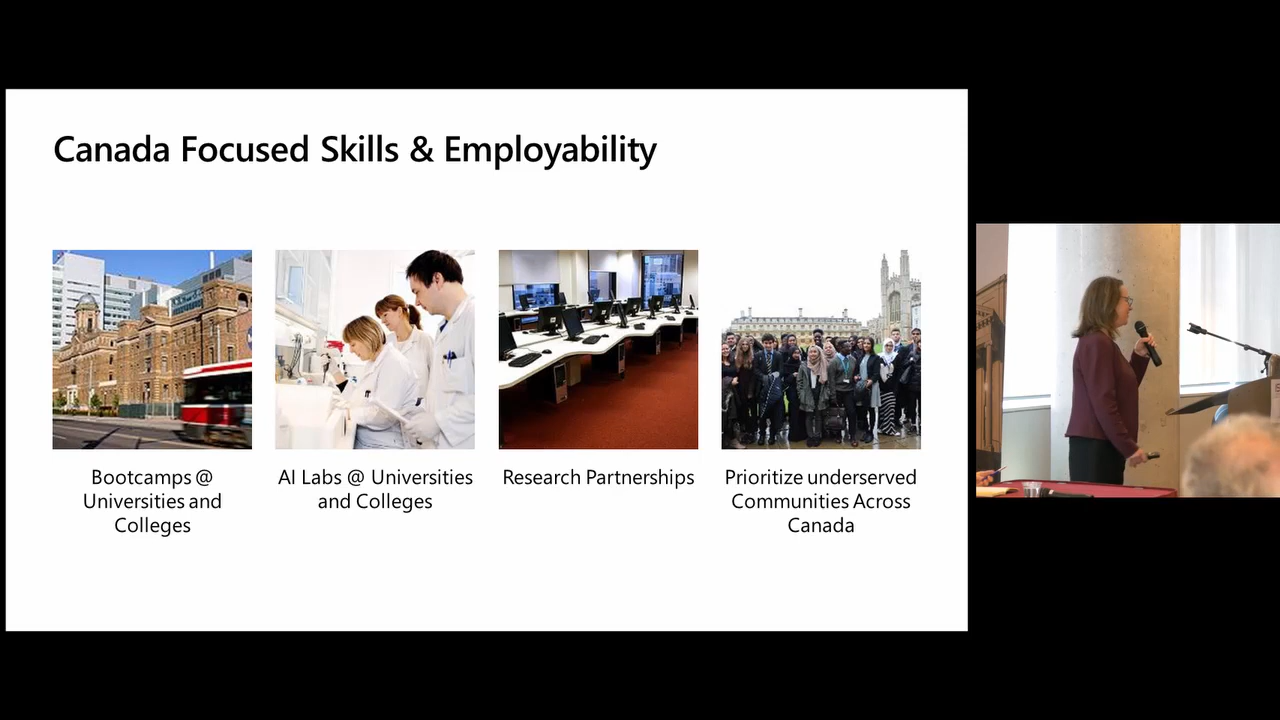 Canada Focused Skills & Employability
Bootcamps @
Universities and
Colleges
AI Labs @ Universities
and Colleges
Research Partnerships
Prioritize underserved
Communities Across
Canada